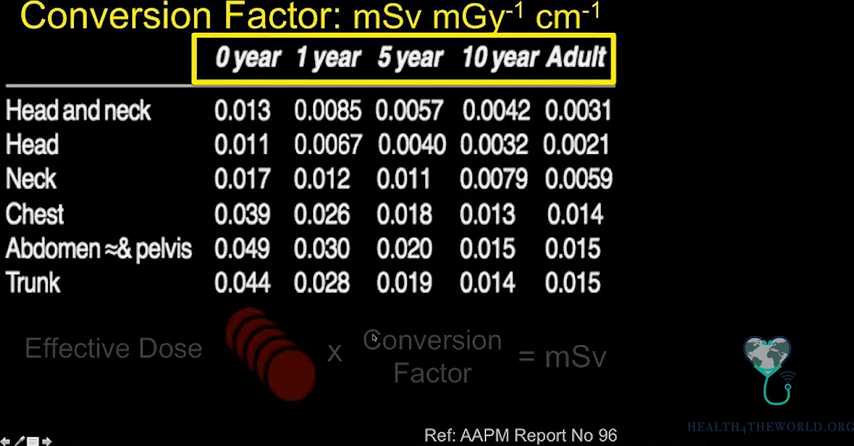 Conversion Factor: mSv mGy-1 cm-1
0 year 1 year 5 year 10 year Adult
Head and neck 0.013 0.0085 0.0057 0.0042 0.0031
Head 0.011 0.0067 0.0040 0.0032 0.0021
Neck 0.017 0.012 0.011 0.0079 0.0059
Chest 0.039 0.026 0.018 0.013 0.014
Abdomen ≈& pelvis 0.049 0.030 0.020 0.015 0.015
Trunk 0.044 0.028 0.019 0.014 0.015
Effective Dose x Conversion Factor = mSv
HEALTH4THEWORLD.ORG
Ref: AAPM Report No 96